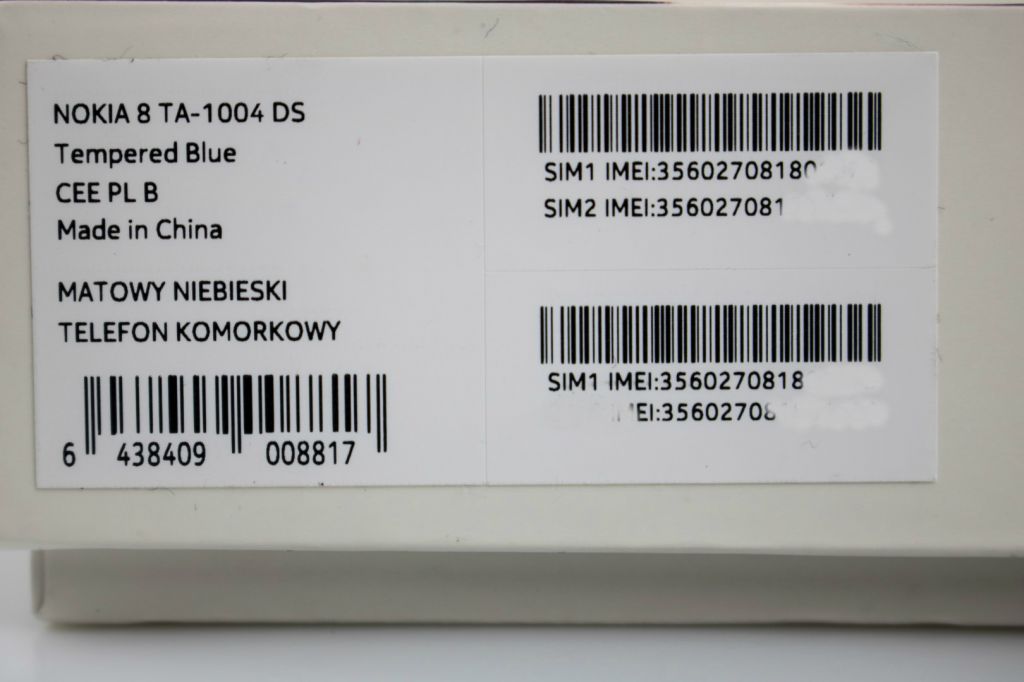 NOKIA 8 TA-1004 DS
Tempered Blue
CEE PL B
Made in China
MATOWY NIEBIESKI
TELEFON KOMORKOWY
6 438409 008817
SIM1 IMEI:35602708180
SIM2 IMEI:356027081
SIM1 IMEI:3560270818